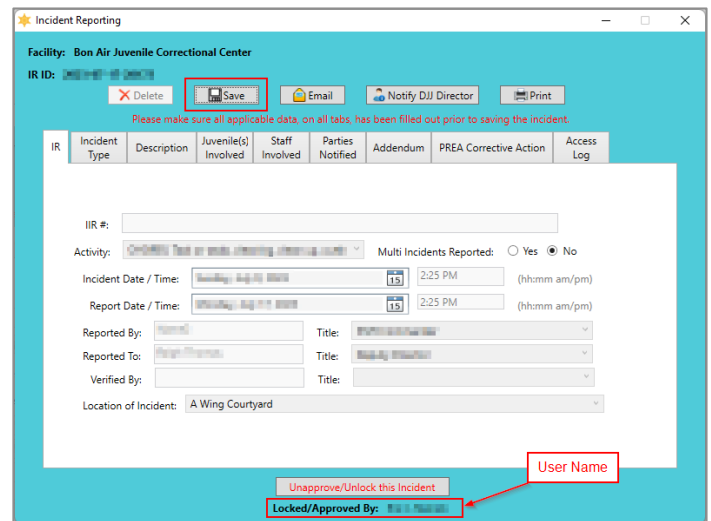 Incident Reporting
Facility: Bon Air Juvenile Correctional Center
IR ID:
Delete Save Email Notify DJJ Director Print
Please make sure all applicable data, on all tabs, has been filled out prior to saving the incident.
IR Incident Type Description Juvenile(s) Involved Staff Involved Parties Notified Addendum PREA Corrective Action Access Log
IIR #:
Activity: Multi Incidents Reported: Yes No
Incident Date / Time: 15 2:25 PM (hh:mm am/pm)
Report Date / Time: 15 2:25 PM (hh:mm am/pm)
Reported By: Title:
Reported To: Title:
Verified By: Title:
Location of Incident: A Wing Courtyard
User Name
Unapprove/Unlock this Incident
Locked/Approved By: